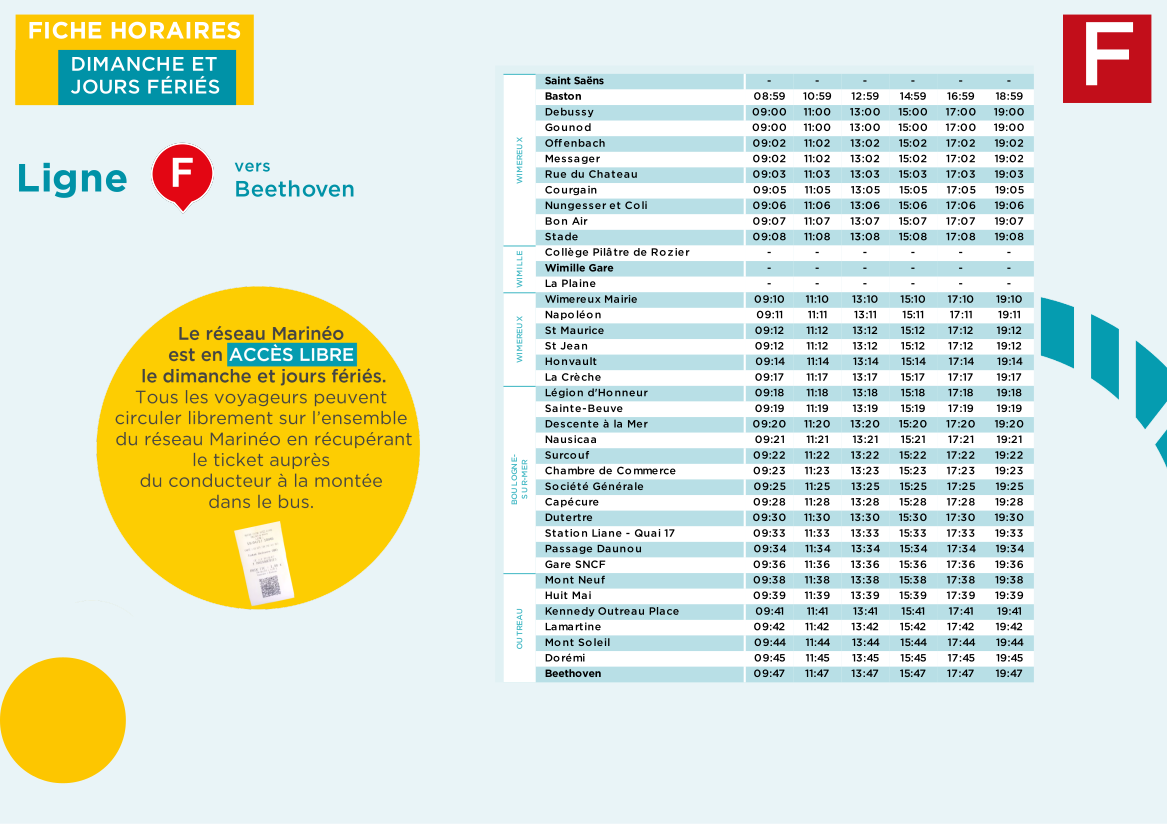 FICHE HORAIRES
DIMANCHE ET
JOURS FÉRIÉS
F
Ligne F vers
Beethoven
Le réseau Marinéo
est en ACCÈS LIBRE
le dimanche et jours fériés.
Tous les voyageurs peuvent
circuler librement sur l'ensemble
du réseau Marinéo en récupérant
le ticket auprès
du conducteur à la montée
dans le bus.
WIMEREUX
Saint Saëns - - - - - -
Baston 08:59 10:59 12:59 14:59 16:59 18:59
Debussy 09:00 11:00 13:00 15:00 17:00 19:00
Gounod 09:00 11:00 13:00 15:00 17:00 19:00
Offenbach 09:02 11:02 13:02 15:02 17:02 19:02
Messager 09:02 11:02 13:02 15:02 17:02 19:02
Rue du Chateau 09:03 11:03 13:03 15:03 17:03 19:03
Courgain 09:05 11:05 13:05 15:05 17:05 19:05
Nungesser et Coli 09:06 11:06 13:06 15:06 17:06 19:06
Bon Air 09:07 11:07 13:07 15:07 17:07 19:07
Stade 09:08 11:08 13:08 15:08 17:08 19:08
WIMILLE
Collège Pilâtre de Rozier - - - - - -
Wimille Gare - - - - - -
La Plaine - - - - - -
WIMEREUX
Wimereux Mairie 09:10 11:10 13:10 15:10 17:10 19:10
Napoléon 09:11 11:11 13:11 15:11 17:11 19:11
St Maurice 09:12 11:12 13:12 15:12 17:12 19:12
St Jean 09:12 11:12 13:12 15:12 17:12 19:12
Honvault 09:14 11:14 13:14 15:14 17:14 19:14
La Crèche 09:17 11:17 13:17 15:17 17:17 19:17
BOULOGNE-
SUR-MER
Légion d'Honneur 09:18 11:18 13:18 15:18 17:18 19:18
Sainte-Beuve 09:19 11:19 13:19 15:19 17:19 19:19
Descente à la Mer 09:20 11:20 13:20 15:20 17:20 19:20
Nausicaa 09:21 11:21 13:21 15:21 17:21 19:21
Surcouf 09:22 11:22 13:22 15:22 17:22 19:22
Chambre de Commerce 09:23 11:23 13:23 15:23 17:23 19:23
Société Générale 09:25 11:25 13:25 15:25 17:25 19:25
Capécure 09:28 11:28 13:28 15:28 17:28 19:28
Dutertre 09:30 11:30 13:30 15:30 17:30 19:30
Station Liane - Quai 17 09:33 11:33 13:33 15:33 17:33 19:33
Passage Daunou 09:34 11:34 13:34 15:34 17:34 19:34
Gare SNCF 09:36 11:36 13:36 15:36 17:36 19:36
OUTREAU
Mont Neuf 09:38 11:38 13:38 15:38 17:38 19:38
Huit Mai 09:39 11:39 13:39 15:39 17:39 19:39
Kennedy Outreau Place 09:41 11:41 13:41 15:41 17:41 19:41
Lamartine 09:42 11:42 13:42 15:42 17:42 19:42
Mont Soleil 09:44 11:44 13:44 15:44 17:44 19:44
Dorémi 09:45 11:45 13:45 15:45 17:45 19:45
Beethoven 09:47 11:47 13:47 15:47 17:47 19:47